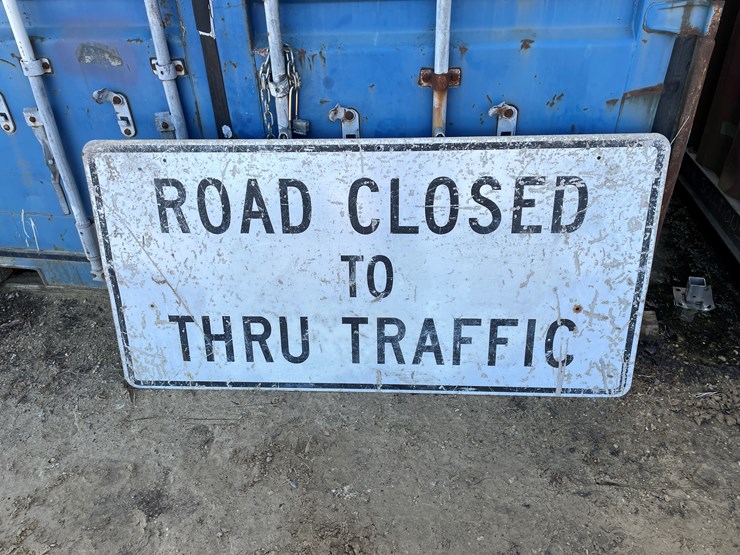 ROAD CLOSED
TO
THRU TRAFFIC